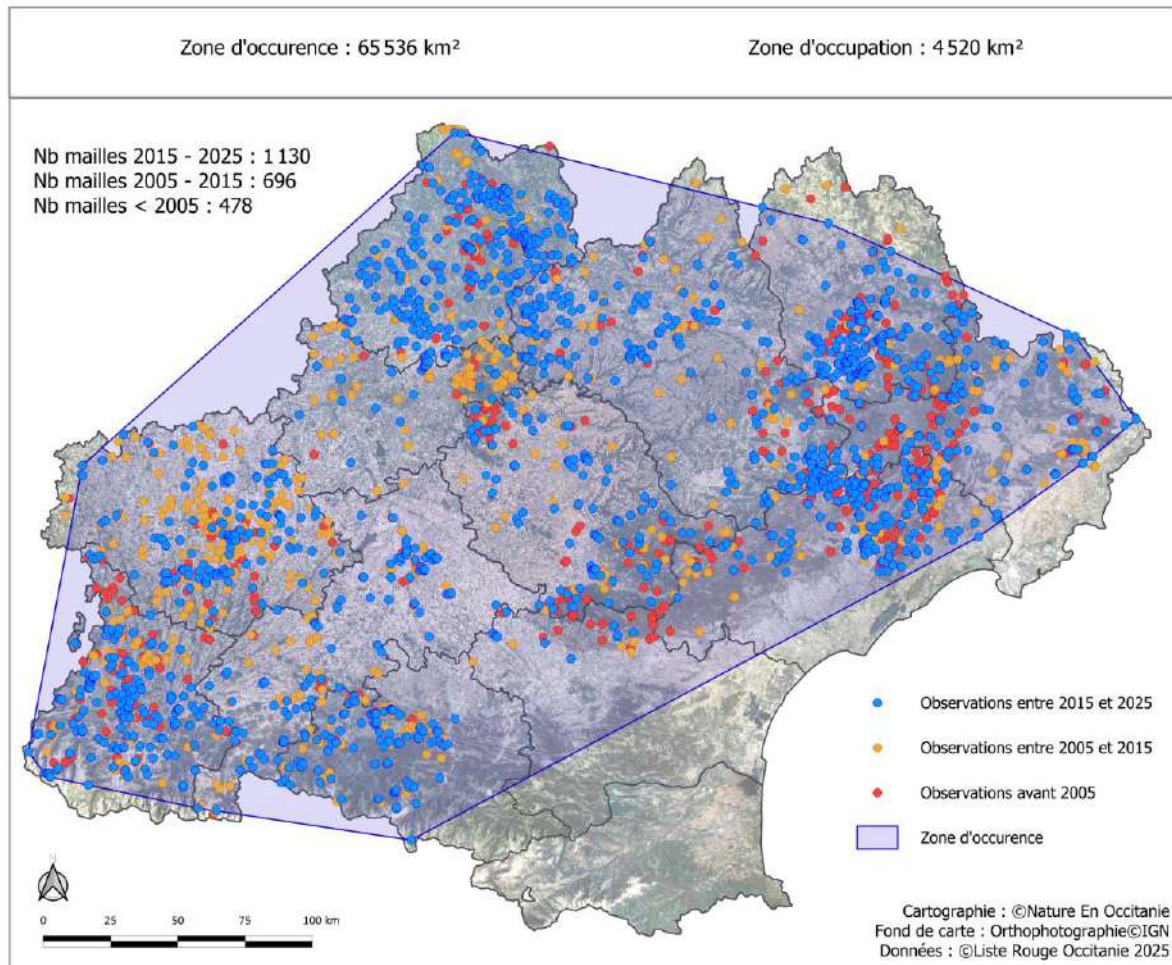 Zone d'occurence : 65 536 km²
Zone d'occupation : 4 520 km²
Nb mailles 2015 - 2025 : 1 130
Nb mailles 2005 - 2015 : 696
Nb mailles < 2005 : 478
Observations entre 2015 et 2025
Observations entre 2005 et 2015
Observations avant 2005
Zone d'occurence
N
0 25 50 75 100 km
Cartographie : ©Nature En Occitanie
Fond de carte : Orthophotographie©IGN
Données : ©Liste Rouge Occitanie 2025